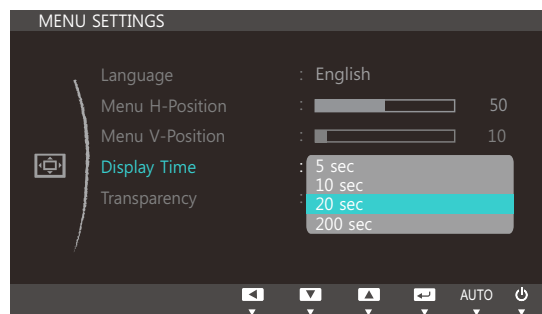 MENU SETTINGS
Language : English
Menu H-Position : 50
Menu V-Position : 10
Display Time : 5 sec
10 sec
20 sec
Transparency :
200 sec
AUTO